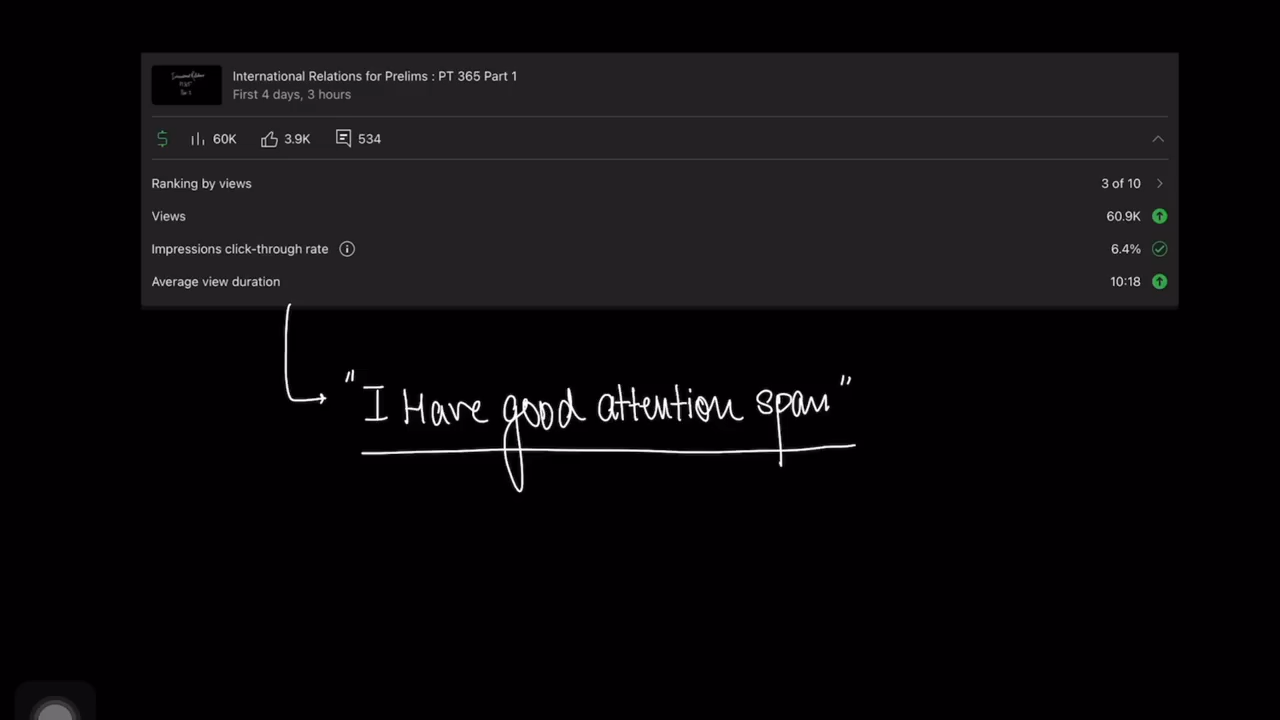 International Relations for Prelims : PT 365 Part 1
First 4 days, 3 hours
60K 3.9K 534
Ranking by views 3 of 10
Views 60.9K
Impressions click-through rate 6.4%
Average view duration 10:18
"I Have good attention span"